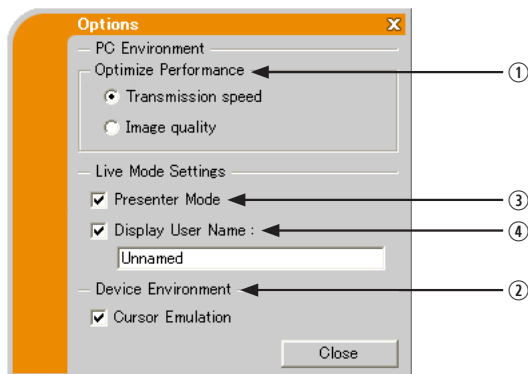 Options X
PC Environment
Optimize Performance ①
Transmission speed
Image quality
Live Mode Settings
Presenter Mode ③
Display User Name : ④
Unnamed
Device Environment ②
Cursor Emulation
Close